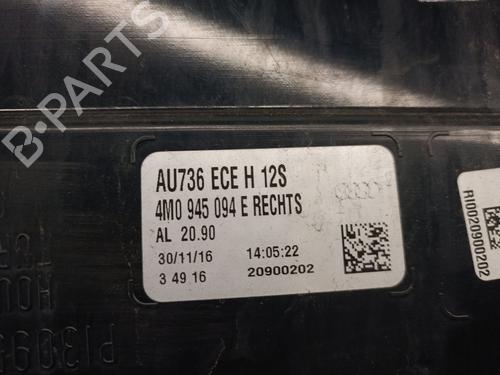 B-PARTS
AU736 ECE H 12S
4M0 945 094 E RECHTS
AL 20.90
30/11/16 14:05:22
3 49 16 20900202
RII0020900202